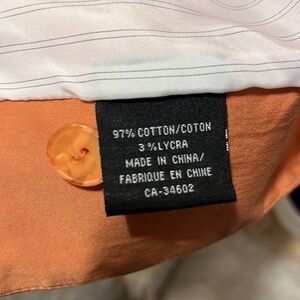 97% COTTON/COTON
3 % LYCRA
MADE IN CHINA/
FABRIQUE EN CHINE
CA-34602